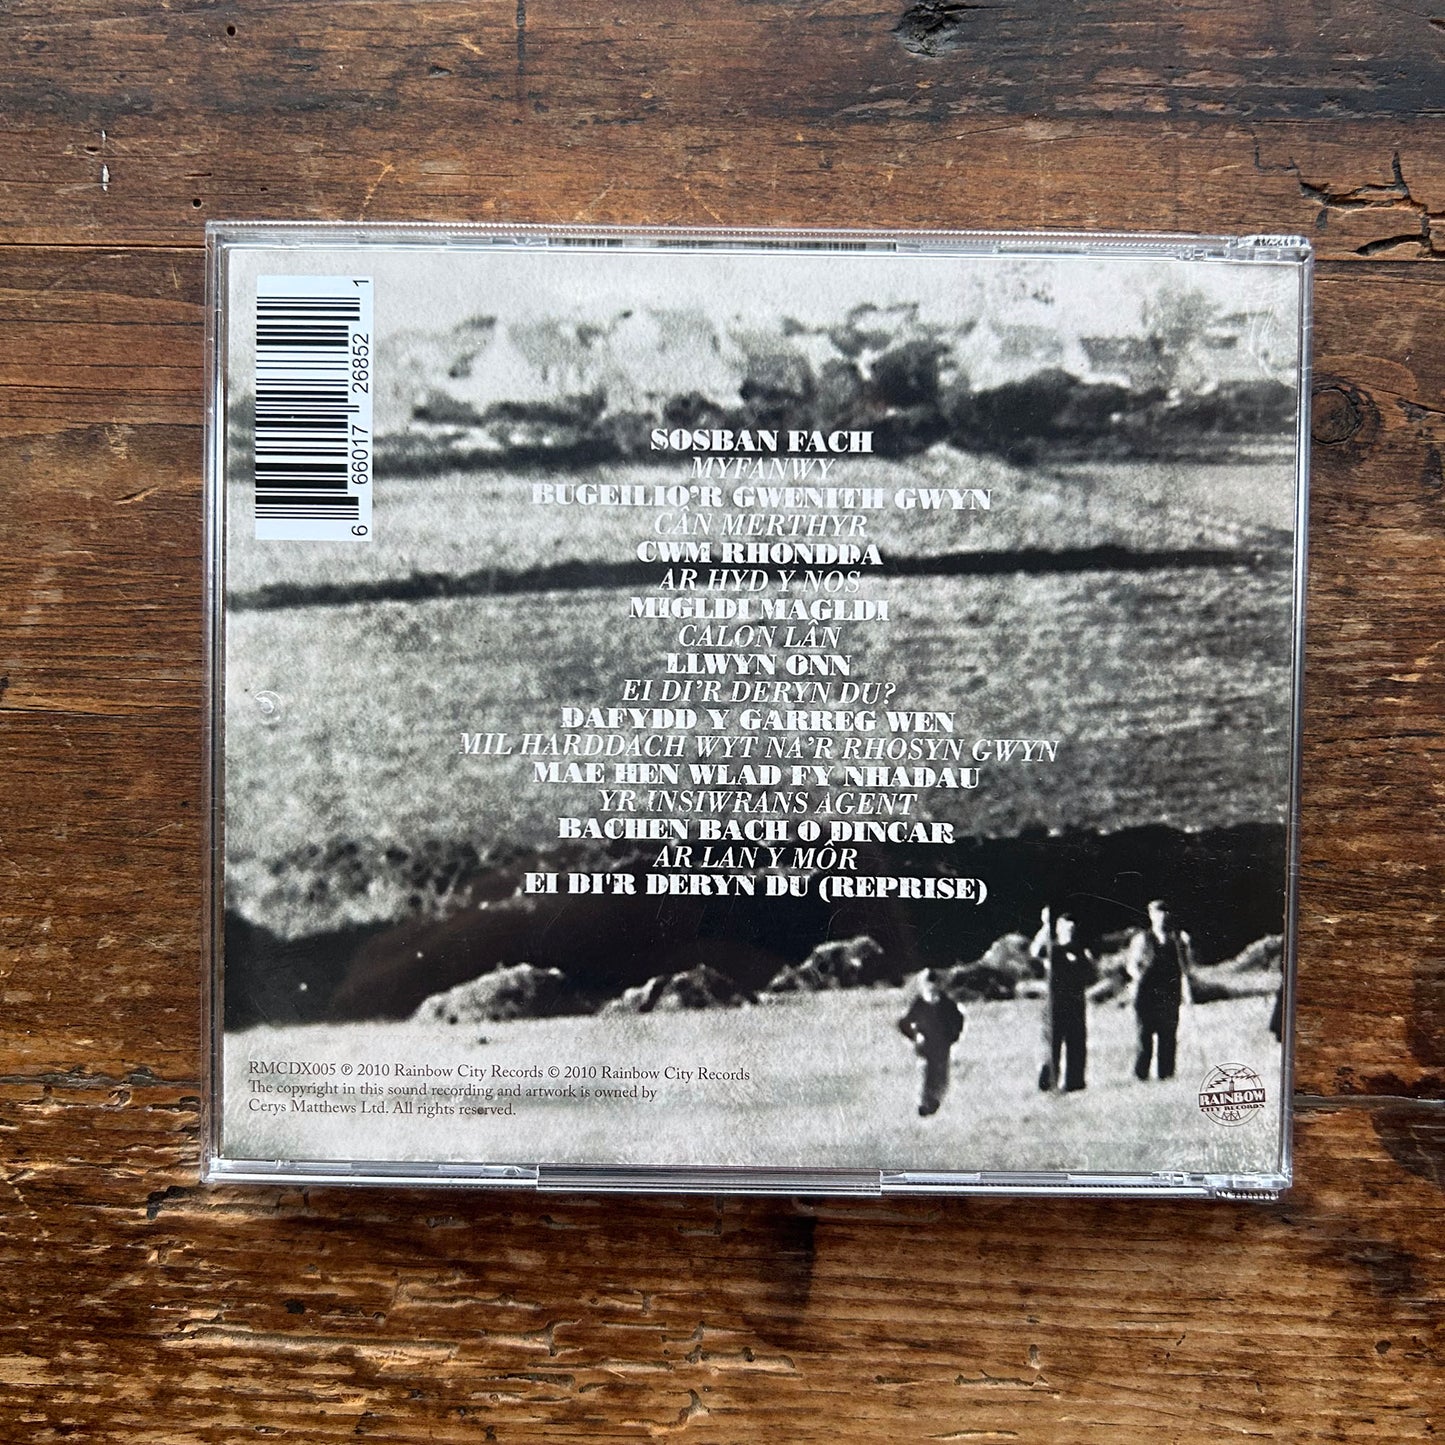 6 66017 26852 1
SOSBAN FACH
MYFANWY
BUGEILIO'R GWENITH GWYN
CÂN MERTHYR
CWM RHONDDA
AR HYD Y NOS
MIGLDI MAGLDI
CALON LÂN
LLWYN ONN
EI DI'R DERYN DU?
DAFYDD Y GARREG WEN
MIL HARDDACH WYT NA'R RHOSYN GWYN
MAE HEN WLAD FY NHADAU
YR INSIWRANS AGENT
BACHEN BACH O DINCAR
AR LAN Y MÔR
EI DI'R DERYN DU (REPRISE)
RMCDX005 ℗ 2010 Rainbow City Records © 2010 Rainbow City Records
The copyright in this sound recording and artwork is owned by
Cerys Matthews Ltd. All rights reserved.
RAINBOW
CITY RECORDS